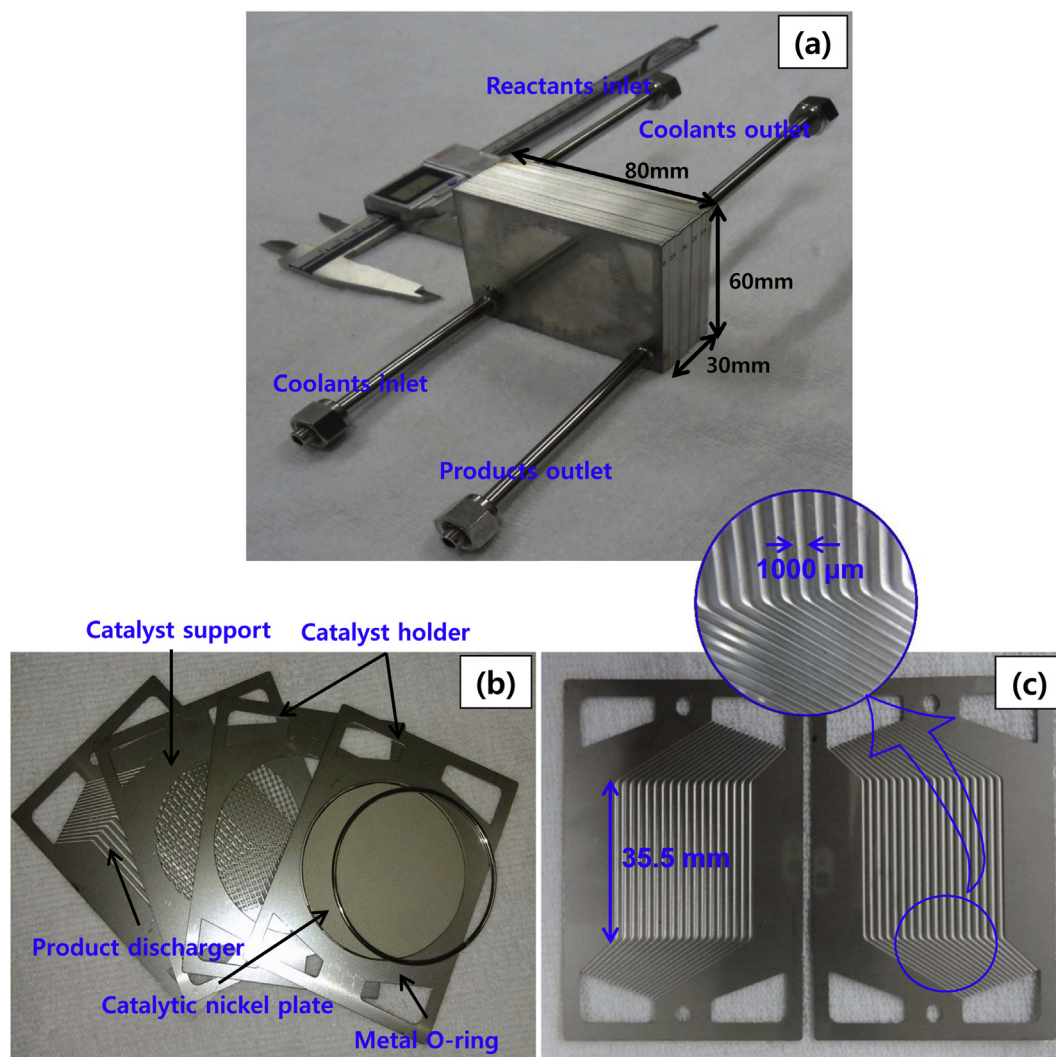 (a)
Reactants inlet
Coolants outlet
80mm
60mm
30mm
Coolants inlet
Products outlet
1000 µm
Catalyst support
Catalyst holder
(b)
(c)
35.5 mm
Product discharger
Catalytic nickel plate
Metal O-ring